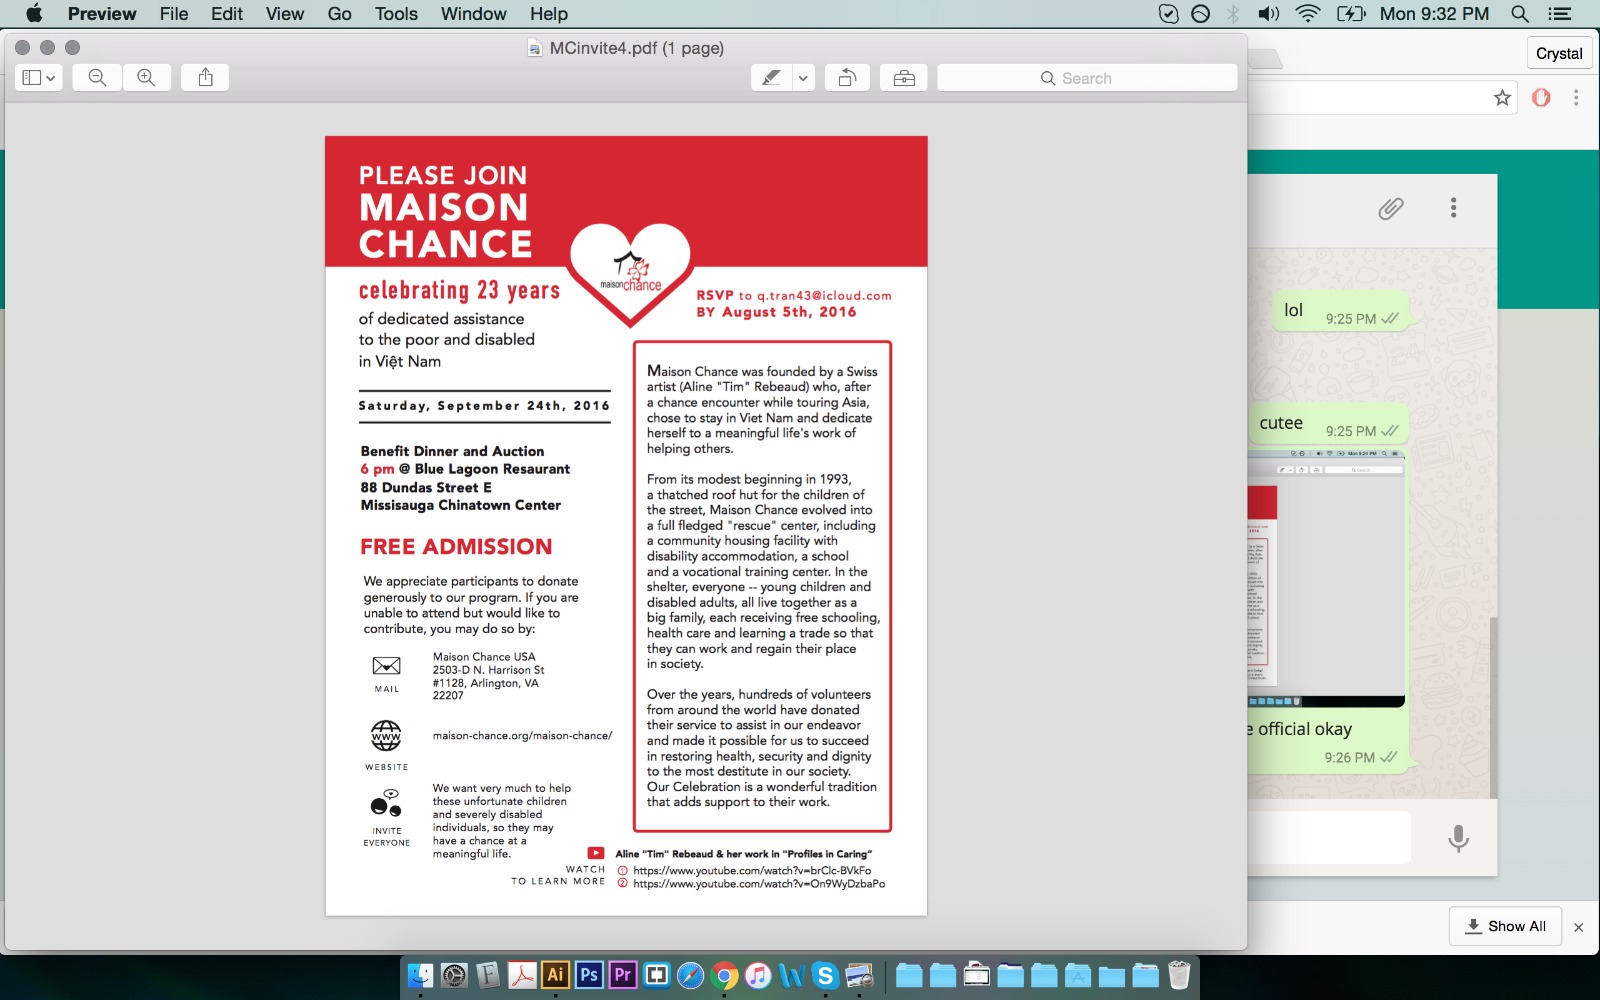 Preview File Edit View Go Tools Window Help
Mon 9:32 PM
MCinvite4.pdf (1 page)
Search
Crystal
PLEASE JOIN
MAISON
CHANCE
maisonchance
celebrating 23 years
of dedicated assistance
to the poor and disabled
in Việt Nam
RSVP to q.tran43@icloud.com
BY August 5th, 2016
Saturday, September 24th, 2016
Benefit Dinner and Auction
6 pm @ Blue Lagoon Resaurant
88 Dundas Street E
Missisauga Chinatown Center
FREE ADMISSION
We appreciate participants to donate
generously to our program. If you are
unable to attend but would like to
contribute, you may do so by:
MAIL
Maison Chance USA
2503-D N. Harrison St
#1128, Arlington, VA
22207
WWW
WEBSITE
maison-chance.org/maison-chance/
INVITE
EVERYONE
We want very much to help
these unfortunate children
and severely disabled
individuals, so they may
have a chance at a
meaningful life.
Maison Chance was founded by a Swiss
artist (Aline "Tim" Rebeaud) who, after
a chance encounter while touring Asia,
chose to stay in Viet Nam and dedicate
herself to a meaningful life's work of
helping others.
From its modest beginning in 1993,
a thatched roof hut for the children of
the street, Maison Chance evolved into
a full fledged "rescue" center, including
a community housing facility with
disability accommodation, a school
and a vocational training center. In the
shelter, everyone -- young children and
disabled adults, all live together as a
big family, each receiving free schooling,
health care and learning a trade so that
they can work and regain their place
in society.
Over the years, hundreds of volunteers
from around the world have donated
their service to assist in our endeavor
and made it possible for us to succeed
in restoring health, security and dignity
to the most destitute in our society.
Our Celebration is a wonderful tradition
that adds support to their work.
WATCH
TO LEARN MORE
Aline "Tim" Rebeaud & her work in "Profiles in Caring"
1 https://www.youtube.com/watch?v=brClc-BVkFo
2 https://www.youtube.com/watch?v=On9WyDzbaPo
lol 9:25 PM
cutee 9:25 PM
official okay
9:26 PM
Show All
Ai Ps Pr